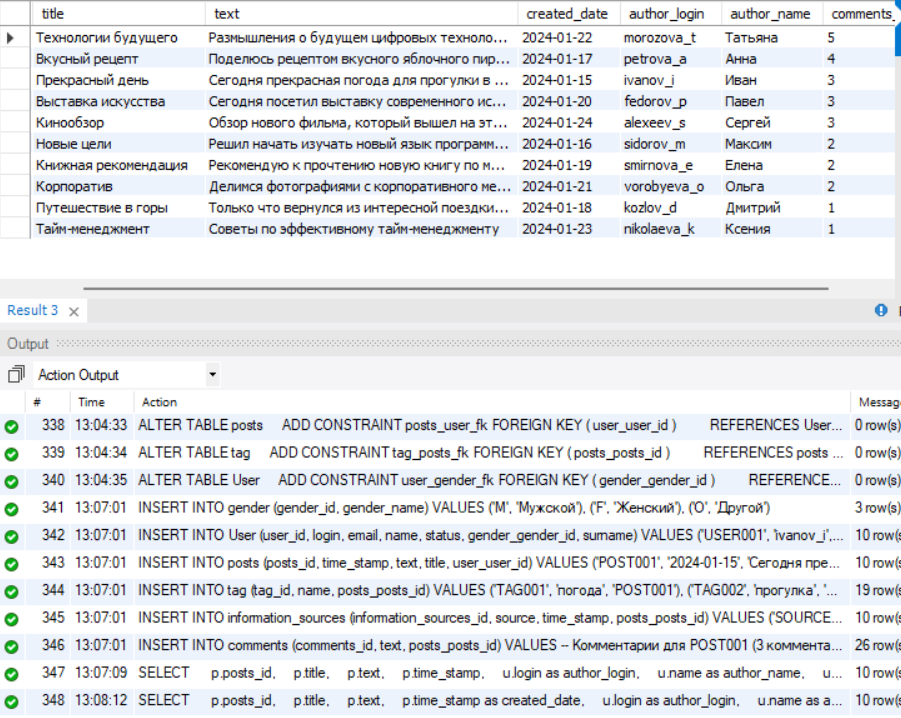 title text created_date author_login author_name comments_
Технологии будущего Размышления о будущем цифровых техноло... 2024-01-22 morozova_t Татьяна 5
Вкусный рецепт Поделюсь рецептом вкусного яблочного пир... 2024-01-17 petrova_a Анна 4
Прекрасный день Сегодня прекрасная погода для прогулки в ... 2024-01-15 ivanov_i Иван 3
Выставка искусства Сегодня посетил выставку современного ис... 2024-01-20 fedorov_p Павел 3
Кинообзор Обзор нового фильма, который вышел на эт... 2024-01-24 alexeev_s Сергей 3
Новые цели Решил начать изучать новый язык программ... 2024-01-16 sidorov_m Максим 2
Книжная рекомендация Рекомендую к прочтению новую книгу по м... 2024-01-19 smirnova_e Елена 2
Корпоратив Делимся фотографиями с корпоративного ме... 2024-01-21 vorobyeva_o Ольга 2
Путешествие в горы Только что вернулся из интересной поездки... 2024-01-18 kozlov_d Дмитрий 1
Тайм-менеджмент Советы по эффективному тайм-менеджменту 2024-01-23 nikolaeva_k Ксения 1
Result 3
Output
Action Output
# Time Action Messag
338 13:04:33 ALTER TABLE posts ADD CONSTRAINT posts_user_fk FOREIGN KEY ( user_user_id ) REFERENCES User... 0 row(s)
339 13:04:34 ALTER TABLE tag ADD CONSTRAINT tag_posts_fk FOREIGN KEY ( posts_posts_id ) REFERENCES posts ... 0 row(s)
340 13:04:35 ALTER TABLE User ADD CONSTRAINT user_gender_fk FOREIGN KEY ( gender_gender_id ) REFERENCE... 0 row(s)
341 13:07:01 INSERT INTO gender (gender_id, gender_name) VALUES ('M', 'Мужской'), ('F', 'Женский'), ('O', 'Другой') 3 row(s)
342 13:07:01 INSERT INTO User (user_id, login, email, name, status, gender_gender_id, surname) VALUES ('USER001', 'ivanov_i',... 10 row(s
343 13:07:01 INSERT INTO posts (posts_id, time_stamp, text, title, user_user_id) VALUES ('POST001', '2024-01-15', 'Сегодня пре... 10 row(s
344 13:07:01 INSERT INTO tag (tag_id, name, posts_posts_id) VALUES ('TAG001', 'погода', 'POST001'), ('TAG002', 'прогулка', '... 19 row(s
345 13:07:01 INSERT INTO information_sources (information_sources_id, source, time_stamp, posts_posts_id) VALUES ('SOURCE... 10 row(s
346 13:07:01 INSERT INTO comments (comments_id, text, posts_posts_id) VALUES -- Комментарии для POST001 (3 коммента... 26 row(s
347 13:07:09 SELECT p.posts_id, p.title, p.text, p.time_stamp, u.login as author_login, u.name as author_name, u... 10 row(s
348 13:08:12 SELECT p.posts_id, p.title, p.text, p.time_stamp as created_date, u.login as author_login, u.name as a... 10 row(s